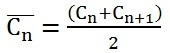 C̅n̅ = (Cn+Cn+1)/2